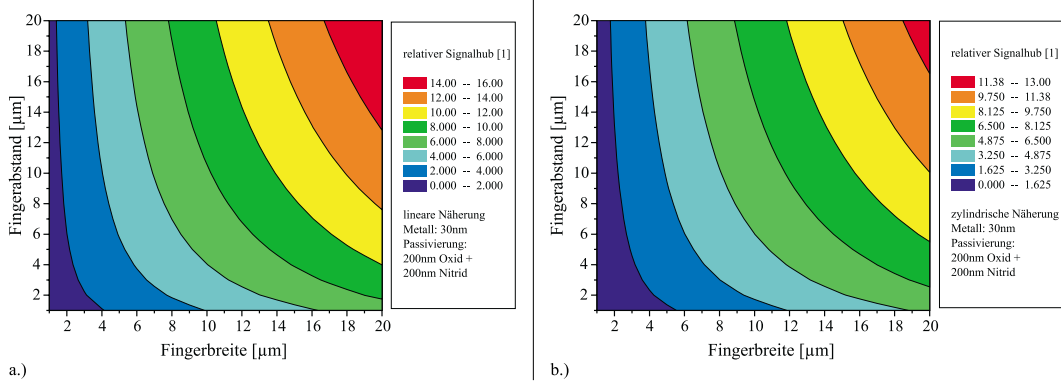 20
18
16
14
12
10
8
6
4
2
Fingerabstand [µm]
2 4 6 8 10 12 14 16 18 20
Fingerbreite [µm]
a.)
relativer Signalhub [1]
14.00 -- 16.00
12.00 -- 14.00
10.00 -- 12.00
8.000 -- 10.00
6.000 -- 8.000
4.000 -- 6.000
2.000 -- 4.000
0.000 -- 2.000
lineare Näherung
Metall: 30nm
Passivierung:
200nm Oxid +
200nm Nitrid
20
18
16
14
12
10
8
6
4
2
Fingerabstand [µm]
2 4 6 8 10 12 14 16 18 20
Fingerbreite [µm]
b.)
relativer Signalhub [1]
11.38 -- 13.00
9.750 -- 11.38
8.125 -- 9.750
6.500 -- 8.125
4.875 -- 6.500
3.250 -- 4.875
1.625 -- 3.250
0.000 -- 1.625
zylindrische Näherung
Metall: 30nm
Passivierung:
200nm Oxid +
200nm Nitrid